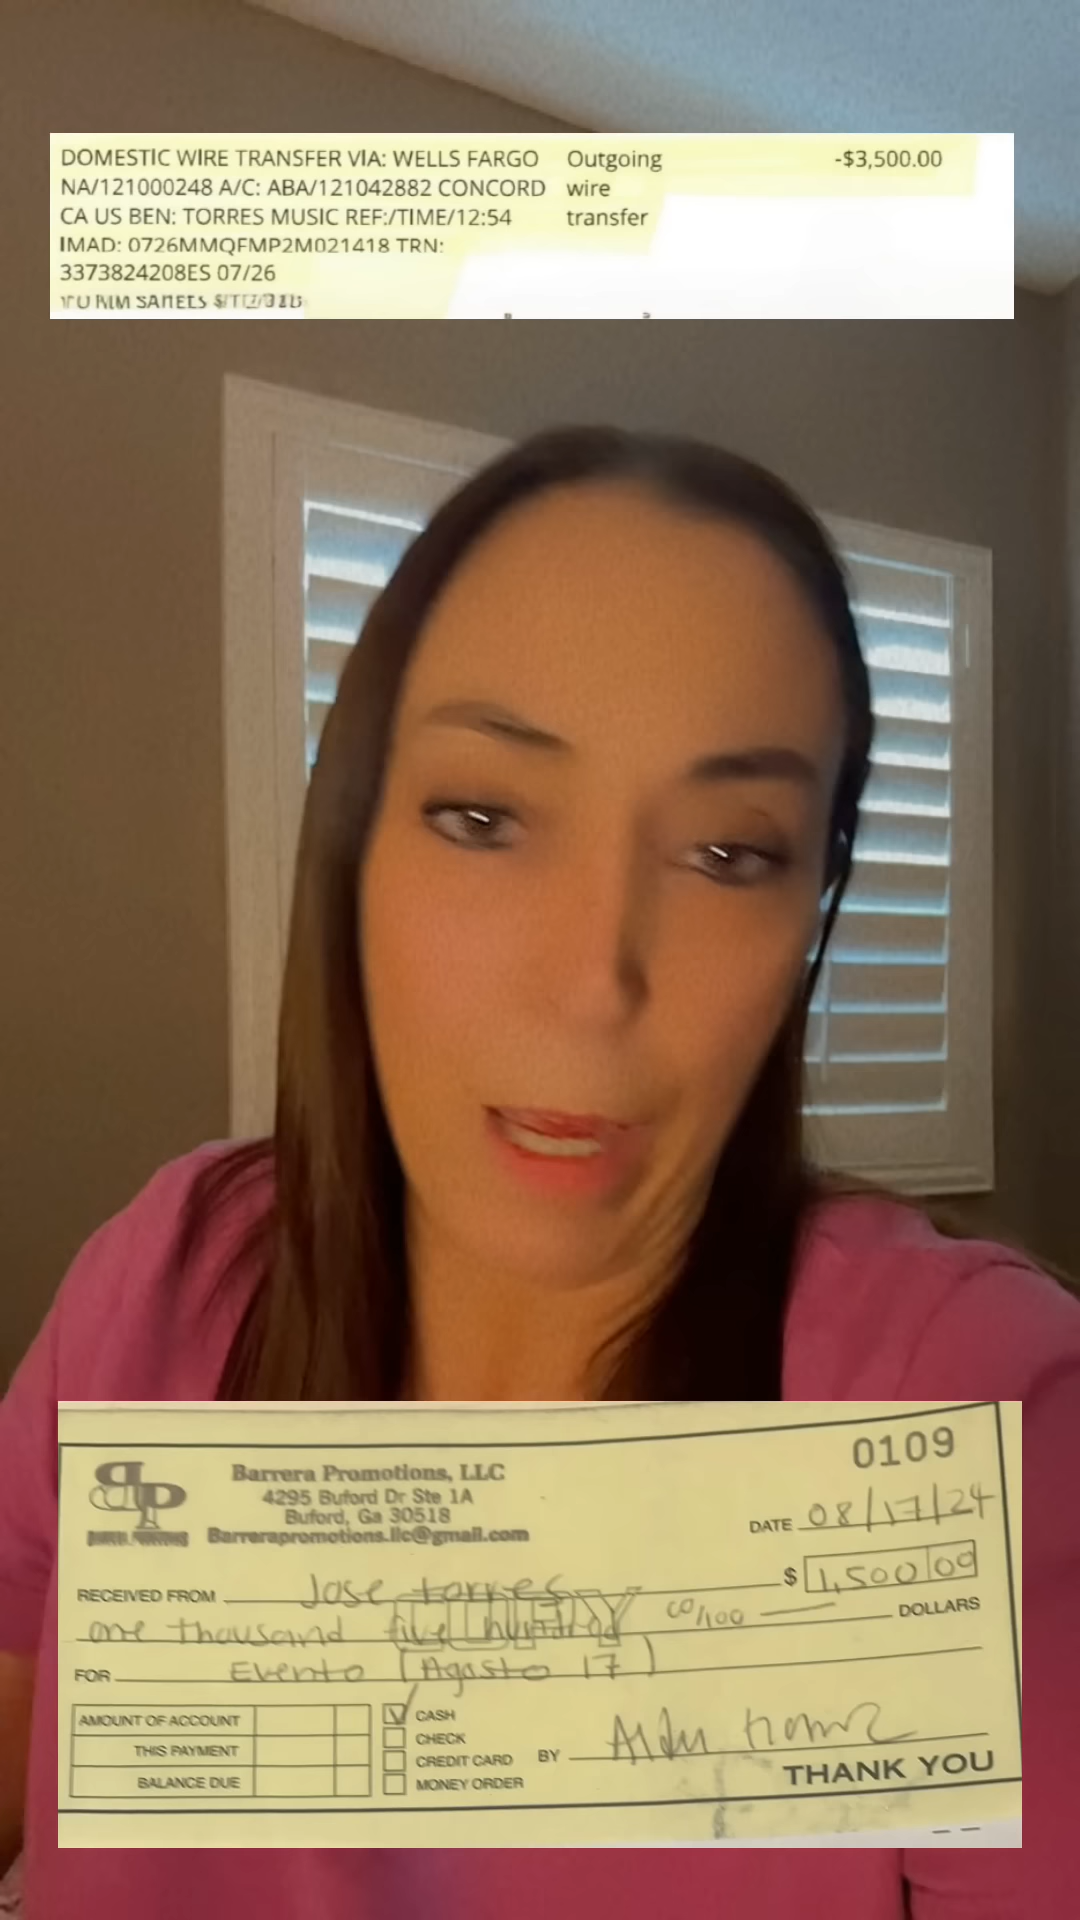 DOMESTIC WIRE TRANSFER VIA: WELLS FARGO Outgoing -$3,500.00
NA/121000248 A/C: ABA/121042882 CONCORD wire
CA US BEN: TORRES MUSIC REF:/TIME/12:54 transfer
IMAD: 0726MMQFMP2M021418 TRN:
3373824208ES 07/26
0109
Barrera Promotions, LLC
4295 Buford Dr Ste 1A
Buford, Ga 30518
Barrerapromotions.llc@gmail.com
DATE 08/17/24
RECEIVED FROM Jose torres $ 1,500 00
one thousand five hundred 00/100 DOLLARS
FOR Evento (Agosto 17)
AMOUNT OF ACCOUNT
THIS PAYMENT
BALANCE DUE
CASH
CHECK
CREDIT CARD
MONEY ORDER
BY
THANK YOU